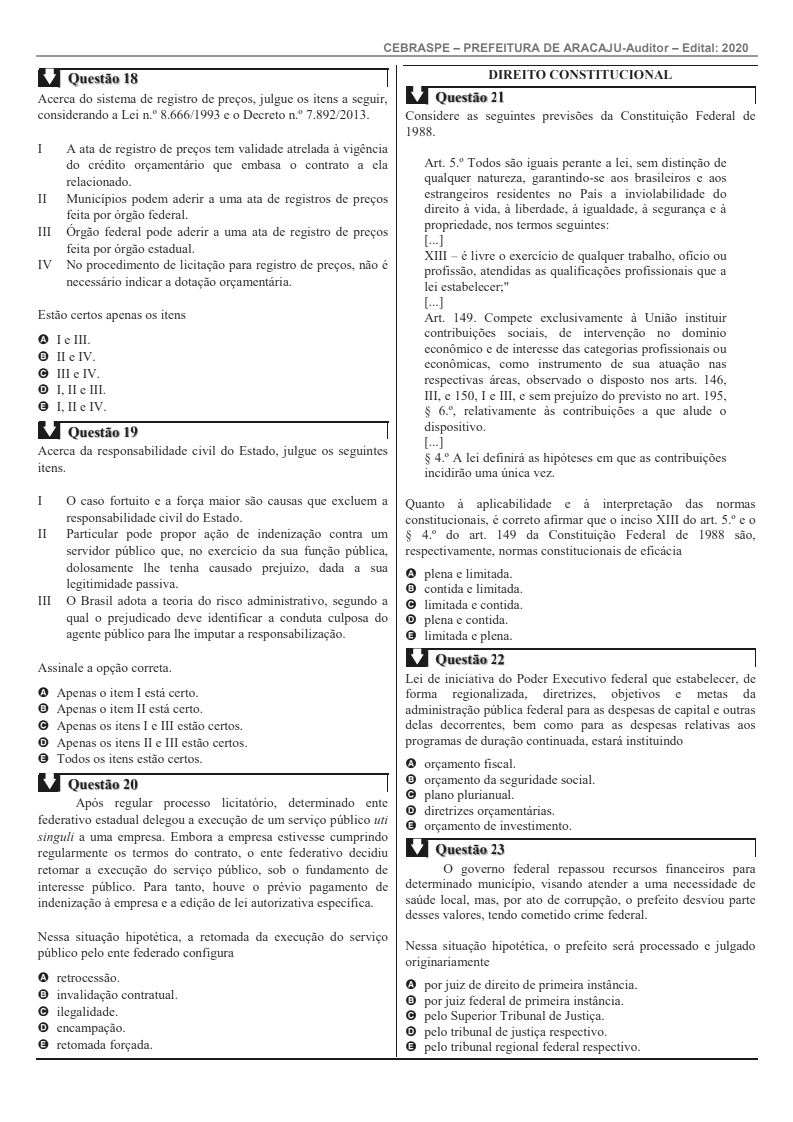 CEBRASPE – PREFEITURA DE ARACAJU-Auditor – Edital: 2020
Questão 18
Acerca do sistema de registro de preços, julgue os itens a seguir,
considerando a Lei n.º 8.666/1993 e o Decreto n.º 7.892/2013.
I A ata de registro de preços tem validade atrelada à vigência
do crédito orçamentário que embasa o contrato a ela
relacionado.
II Municípios podem aderir a uma ata de registros de preços
feita por órgão federal.
III Órgão federal pode aderir a uma ata de registro de preços
feita por órgão estadual.
IV No procedimento de licitação para registro de preços, não é
necessário indicar a dotação orçamentária.
Estão certos apenas os itens
A I e III.
B II e IV.
C III e IV.
D I, II e III.
E I, II e IV.
Questão 19
Acerca da responsabilidade civil do Estado, julgue os seguintes
itens.
I O caso fortuito e a força maior são causas que excluem a
responsabilidade civil do Estado.
II Particular pode propor ação de indenização contra um
servidor público que, no exercício da sua função pública,
dolosamente lhe tenha causado prejuízo, dada a sua
legitimidade passiva.
III O Brasil adota a teoria do risco administrativo, segundo a
qual o prejudicado deve identificar a conduta culposa do
agente público para lhe imputar a responsabilização.
Assinale a opção correta.
A Apenas o item I está certo.
B Apenas o item II está certo.
C Apenas os itens I e III estão certos.
D Apenas os itens II e III estão certos.
E Todos os itens estão certos.
Questão 20
Após regular processo licitatório, determinado ente
federativo estadual delegou a execução de um serviço público uti
singuli a uma empresa. Embora a empresa estivesse cumprindo
regularmente os termos do contrato, o ente federativo decidiu
retomar a execução do serviço público, sob o fundamento de
interesse público. Para tanto, houve o prévio pagamento de
indenização à empresa e a edição de lei autorizativa específica.
Nessa situação hipotética, a retomada da execução do serviço
público pelo ente federado configura
A retrocessão.
B invalidação contratual.
C ilegalidade.
D encampação.
E retomada forçada.
DIREITO CONSTITUCIONAL
Questão 21
Considere as seguintes previsões da Constituição Federal de
1988.
Art. 5.º Todos são iguais perante a lei, sem distinção de
qualquer natureza, garantindo-se aos brasileiros e aos
estrangeiros residentes no País a inviolabilidade do
direito à vida, à liberdade, à igualdade, à segurança e à
propriedade, nos termos seguintes:
[...]
XIII – é livre o exercício de qualquer trabalho, ofício ou
profissão, atendidas as qualificações profissionais que a
lei estabelecer;"
[...]
Art. 149. Compete exclusivamente à União instituir
contribuições sociais, de intervenção no domínio
econômico e de interesse das categorias profissionais ou
econômicas, como instrumento de sua atuação nas
respectivas áreas, observado o disposto nos arts. 146,
III, e 150, I e III, e sem prejuízo do previsto no art. 195,
§ 6.º, relativamente às contribuições a que alude o
dispositivo.
[...]
§ 4.º A lei definirá as hipóteses em que as contribuições
incidirão uma única vez.
Quanto à aplicabilidade e à interpretação das normas
constitucionais, é correto afirmar que o inciso XIII do art. 5.º e o
§ 4.º do art. 149 da Constituição Federal de 1988 são,
respectivamente, normas constitucionais de eficácia
A plena e limitada.
B contida e limitada.
C limitada e contida.
D plena e contida.
E limitada e plena.
Questão 22
Lei de iniciativa do Poder Executivo federal que estabelecer, de
forma regionalizada, diretrizes, objetivos e metas da
administração pública federal para as despesas de capital e outras
delas decorrentes, bem como para as despesas relativas aos
programas de duração continuada, estará instituindo
A orçamento fiscal.
B orçamento da seguridade social.
C plano plurianual.
D diretrizes orçamentárias.
E orçamento de investimento.
Questão 23
O governo federal repassou recursos financeiros para
determinado município, visando atender a uma necessidade de
saúde local, mas, por ato de corrupção, o prefeito desviou parte
desses valores, tendo cometido crime federal.
Nessa situação hipotética, o prefeito será processado e julgado
originariamente
A por juiz de direito de primeira instância.
B por juiz federal de primeira instância.
C pelo Superior Tribunal de Justiça.
D pelo tribunal de justiça respectivo.
E pelo tribunal regional federal respectivo.